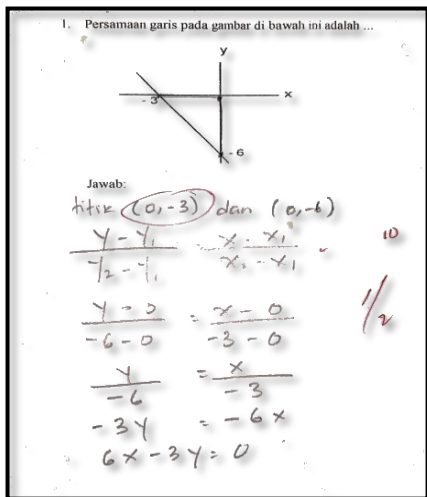 1. Persamaan garis pada gambar di bawah ini adalah ...
y
x
-3
-6
Jawab:
titik (0,-3) dan (0,-6)
y - y₁ / y₂ - y₁ = x - x₁ / x₂ - x₁
10
1/2
y - 0 / -6 - 0 = x - 0 / -3 - 0
y / -6 = x / -3
-3y = -6x
6x - 3y = 0